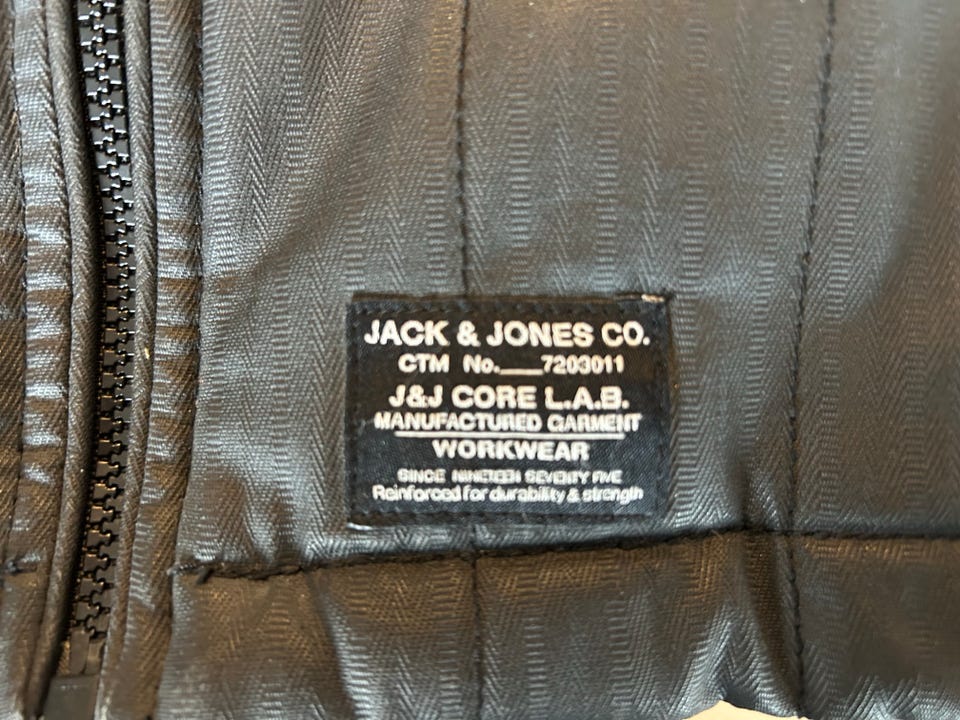 JACK & JONES CO.
CTM No.___7203011
J&J CORE L.A.B.
MANUFACTURED GARMENT
WORKWEAR
SINCE NINETEEN SEVENTY FIVE
Reinforced for durability & strength